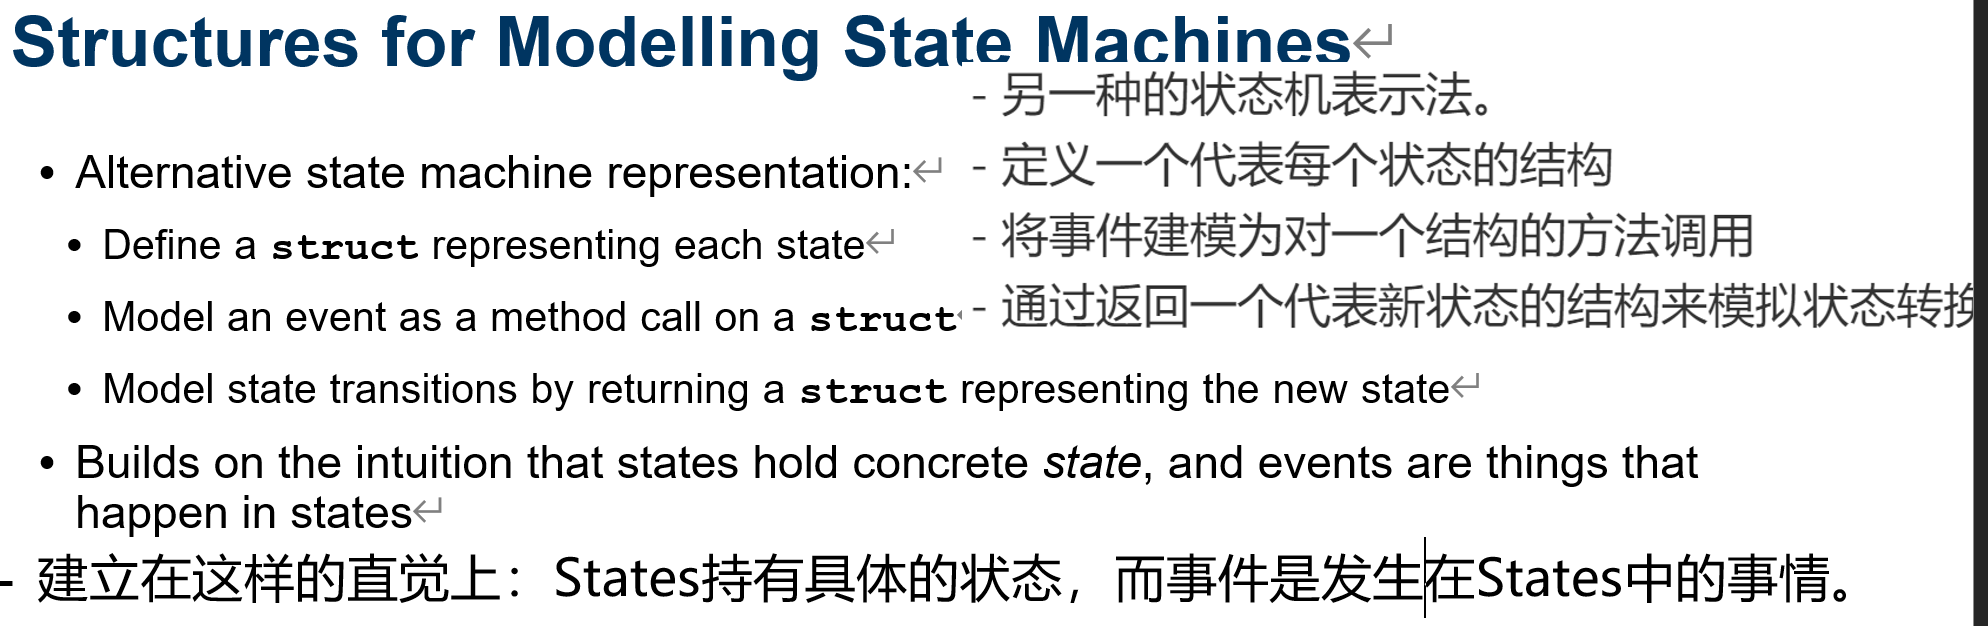 Structures for Modelling State Machines↵
- 另一种的状态机表示法。
• Alternative state machine representation:↵
- 定义一个代表每个状态的结构
• Define a struct representing each state↵
- 将事件建模为对一个结构的方法调用
• Model an event as a method call on a struct
- 通过返回一个代表新状态的结构来模拟状态转换
• Model state transitions by returning a struct representing the new state↵
• Builds on the intuition that states hold concrete state, and events are things that
happen in states↵
- 建立在这样的直觉上：States持有具体的状态，而事件是发生在States中的事情。